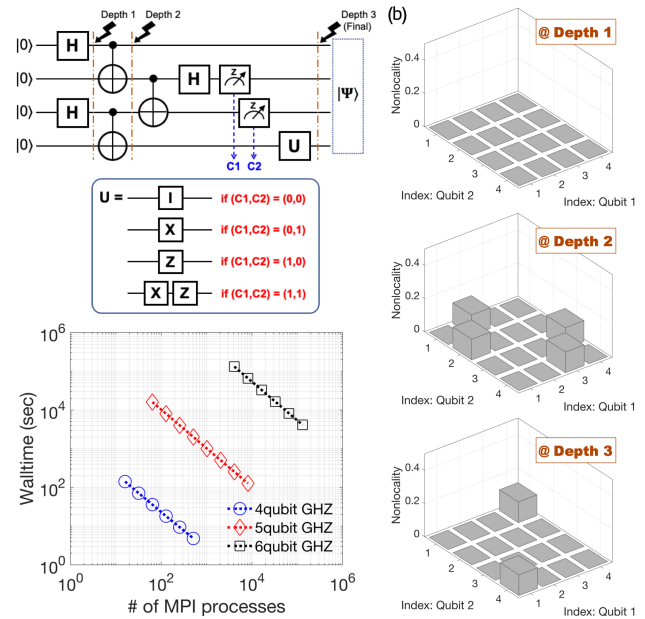 (b)
Depth 1
Depth 2
Depth 3
(Final)
|0⟩
H
|0⟩
H
Z
|Ψ⟩
|0⟩
H
Z
|0⟩
U
C1
C2
U =
I
if (C1,C2) = (0,0)
X
if (C1,C2) = (0,1)
Z
if (C1,C2) = (1,0)
X
Z
if (C1,C2) = (1,1)
10^6
10^4
10^2
10^0
Walltime (sec)
4qubit GHZ
5qubit GHZ
6qubit GHZ
10^0
10^2
10^4
10^6
# of MPI processes
@ Depth 1
Nonlocality
0.4
0.2
0
1
2
3
4
1
2
3
4
Index: Qubit 2
Index: Qubit 1
@ Depth 2
Nonlocality
0.4
0.2
0
1
2
3
4
1
2
3
4
Index: Qubit 2
Index: Qubit 1
@ Depth 3
Nonlocality
0.4
0.2
0
1
2
3
4
1
2
3
4
Index: Qubit 2
Index: Qubit 1